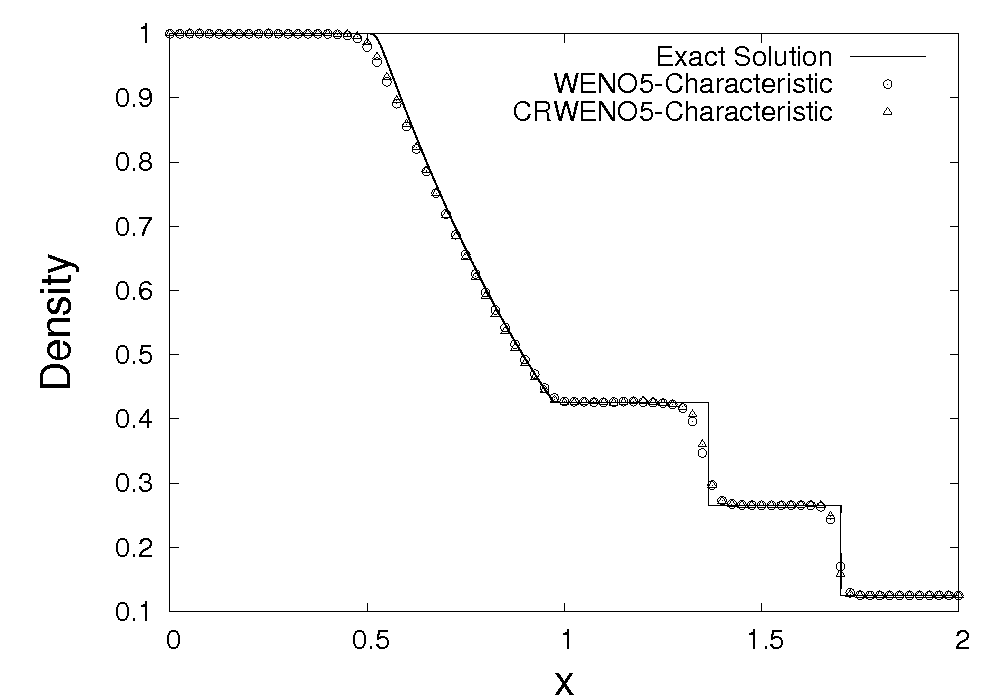 1
Exact Solution
WENO5-Characteristic
0.9
CRWENO5-Characteristic
0.8
0.7
0.6
Density
0.5
0.4
0.3
0.2
0.1
0 0.5 1 1.5 2
X